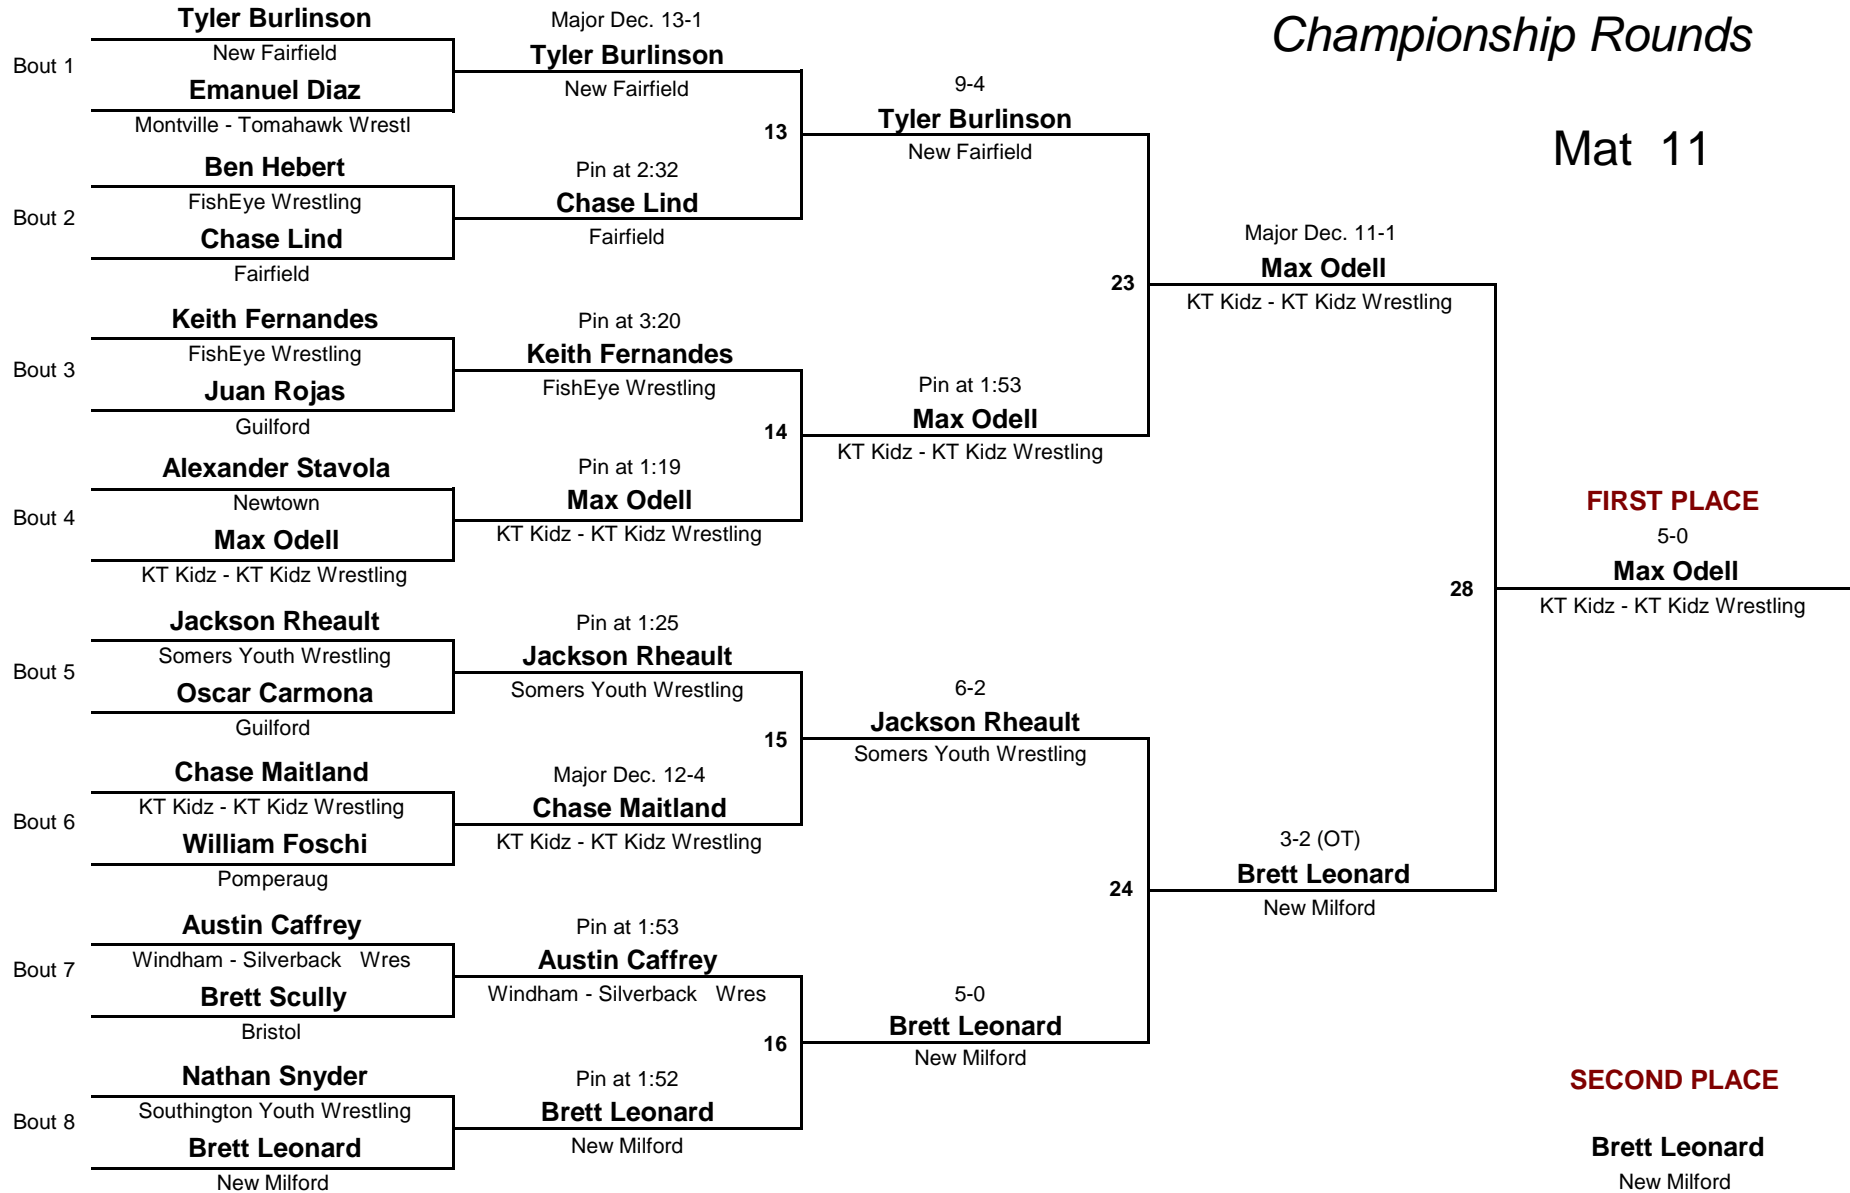 Championship Rounds
Mat 11
Bout 1
Tyler Burlinson
New Fairfield
Emanuel Diaz
Montville - Tomahawk Wrestl
Bout 2
Ben Hebert
FishEye Wrestling
Chase Lind
Fairfield
Bout 3
Keith Fernandes
FishEye Wrestling
Juan Rojas
Guilford
Bout 4
Alexander Stavola
Newtown
Max Odell
KT Kidz - KT Kidz Wrestling
Bout 5
Jackson Rheault
Somers Youth Wrestling
Oscar Carmona
Guilford
Bout 6
Chase Maitland
KT Kidz - KT Kidz Wrestling
William Foschi
Pomperaug
Bout 7
Austin Caffrey
Windham - Silverback Wres
Brett Scully
Bristol
Bout 8
Nathan Snyder
Southington Youth Wrestling
Brett Leonard
New Milford
Major Dec. 13-1
Tyler Burlinson
New Fairfield
13
Pin at 2:32
Chase Lind
Fairfield
Pin at 3:20
Keith Fernandes
FishEye Wrestling
14
Pin at 1:19
Max Odell
KT Kidz - KT Kidz Wrestling
Pin at 1:25
Jackson Rheault
Somers Youth Wrestling
15
Major Dec. 12-4
Chase Maitland
KT Kidz - KT Kidz Wrestling
Pin at 1:53
Austin Caffrey
Windham - Silverback Wres
16
Pin at 1:52
Brett Leonard
New Milford
9-4
Tyler Burlinson
New Fairfield
23
Pin at 1:53
Max Odell
KT Kidz - KT Kidz Wrestling
6-2
Jackson Rheault
Somers Youth Wrestling
24
5-0
Brett Leonard
New Milford
Major Dec. 11-1
Max Odell
KT Kidz - KT Kidz Wrestling
28
3-2 (OT)
Brett Leonard
New Milford
FIRST PLACE
5-0
Max Odell
KT Kidz - KT Kidz Wrestling
SECOND PLACE
Brett Leonard
New Milford